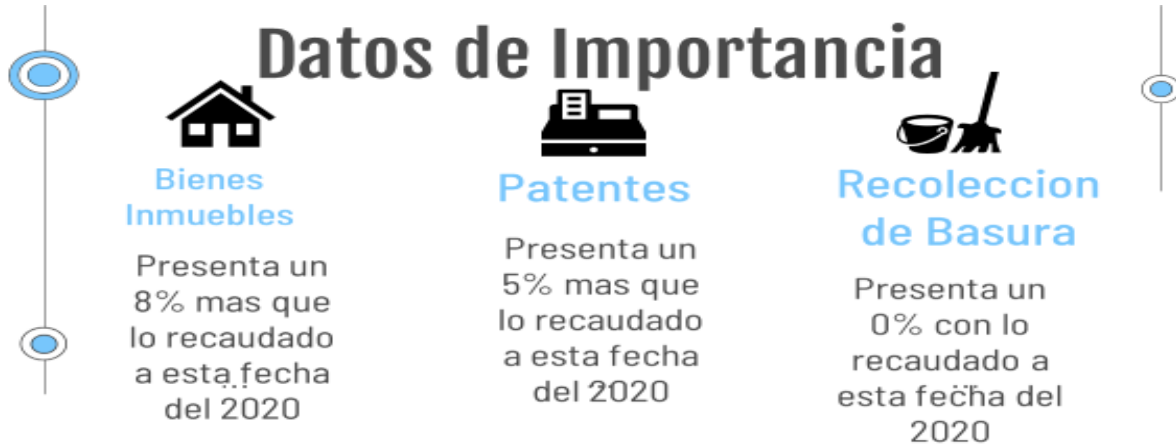 Datos de Importancia
Bienes
Inmuebles
Presenta un
8% mas que
lo recaudado
a esta fecha
del 2020
Patentes
Presenta un
5% mas que
lo recaudado
a esta fecha
del 2020
Recoleccion
de Basura
Presenta un
0% con lo
recaudado a
esta fecha del
2020